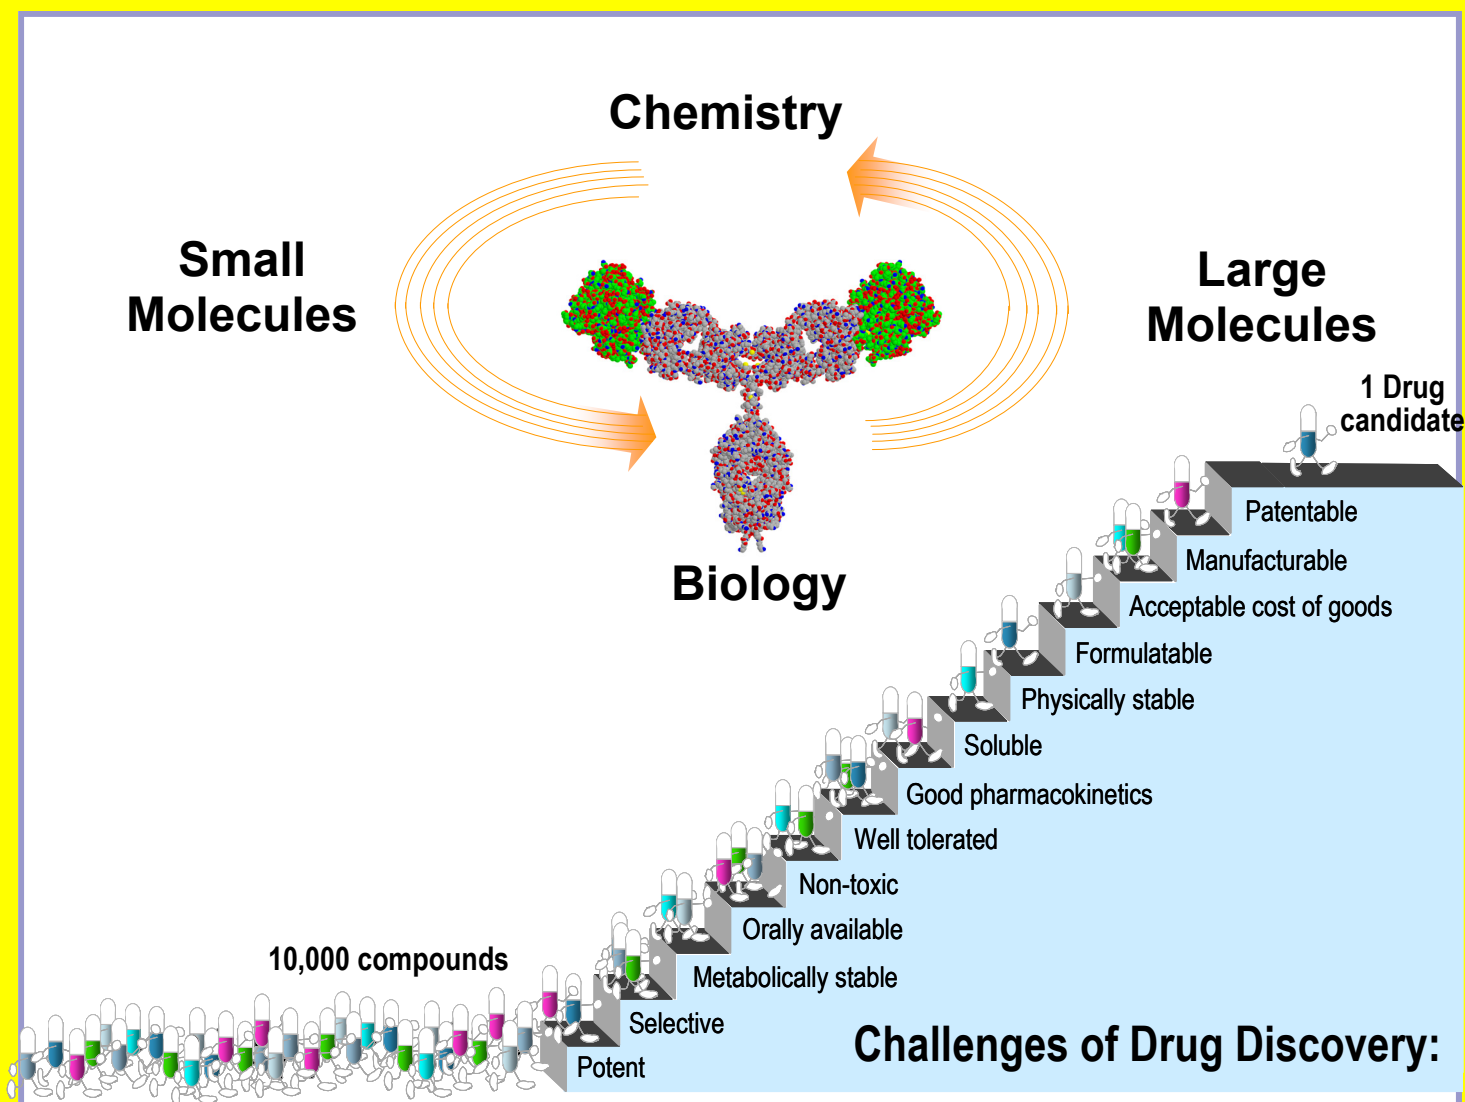 Chemistry
Small
Molecules
Large
Molecules
1 Drug
candidate
Patentable
Manufacturable
Biology
Acceptable cost of goods
Formulatable
Physically stable
Soluble
Good pharmacokinetics
Well tolerated
Non-toxic
Orally available
10,000 compounds
Metabolically stable
Selective
Potent
Challenges of Drug Discovery: